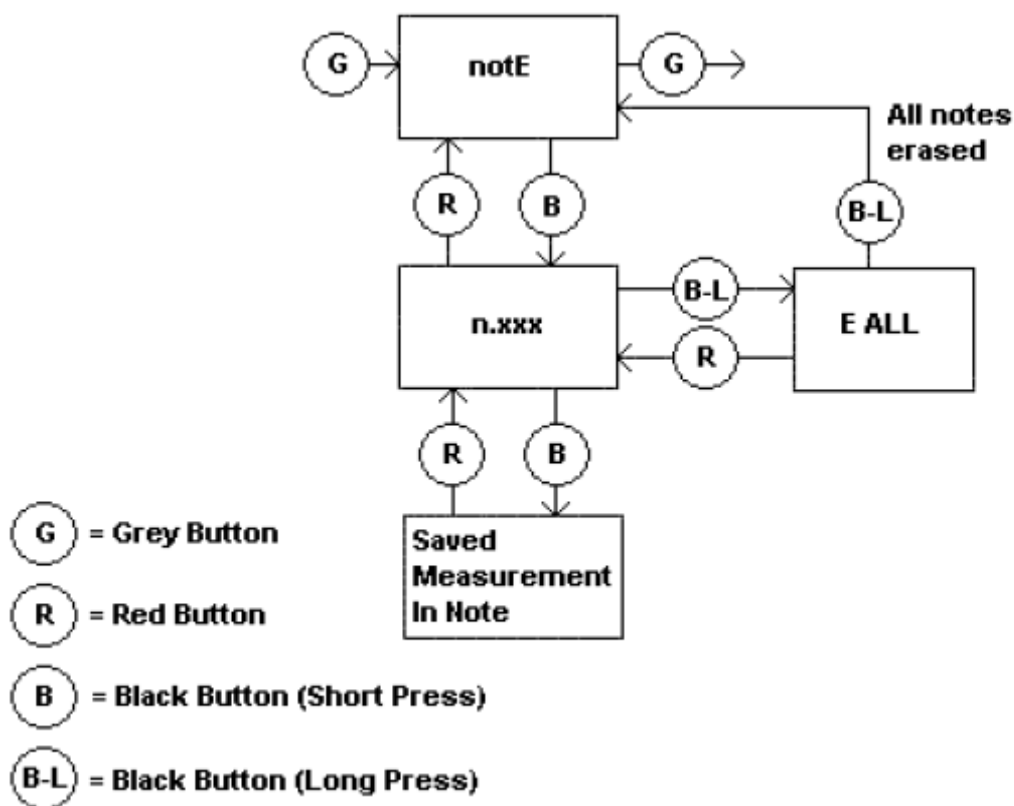 G
notE
G
All notes
erased
R
B
B-L
n.xxx
B-L
R
E ALL
R
B
Saved
Measurement
In Note
G = Grey Button
R = Red Button
B = Black Button (Short Press)
B-L = Black Button (Long Press)